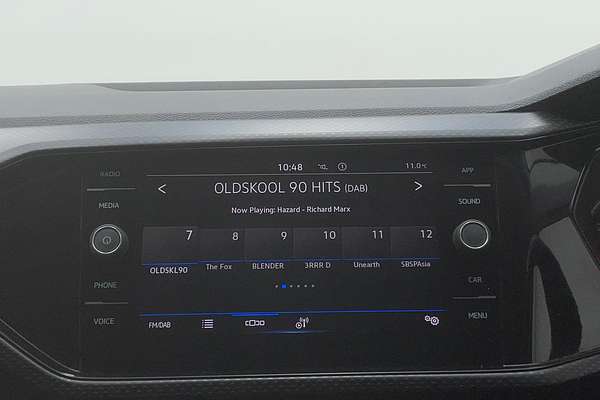 RADIO
10:48
11.0°C
APP
< OLDSKOOL 90 HITS (DAB) >
MEDIA
SOUND
Now Playing: Hazard - Richard Marx
7 8 9 10 11 12
OLDSKL90 The Fox BLENDER 3RRR D Unearth SBSPAsia
PHONE
CAR
VOICE
FM/DAB
MENU